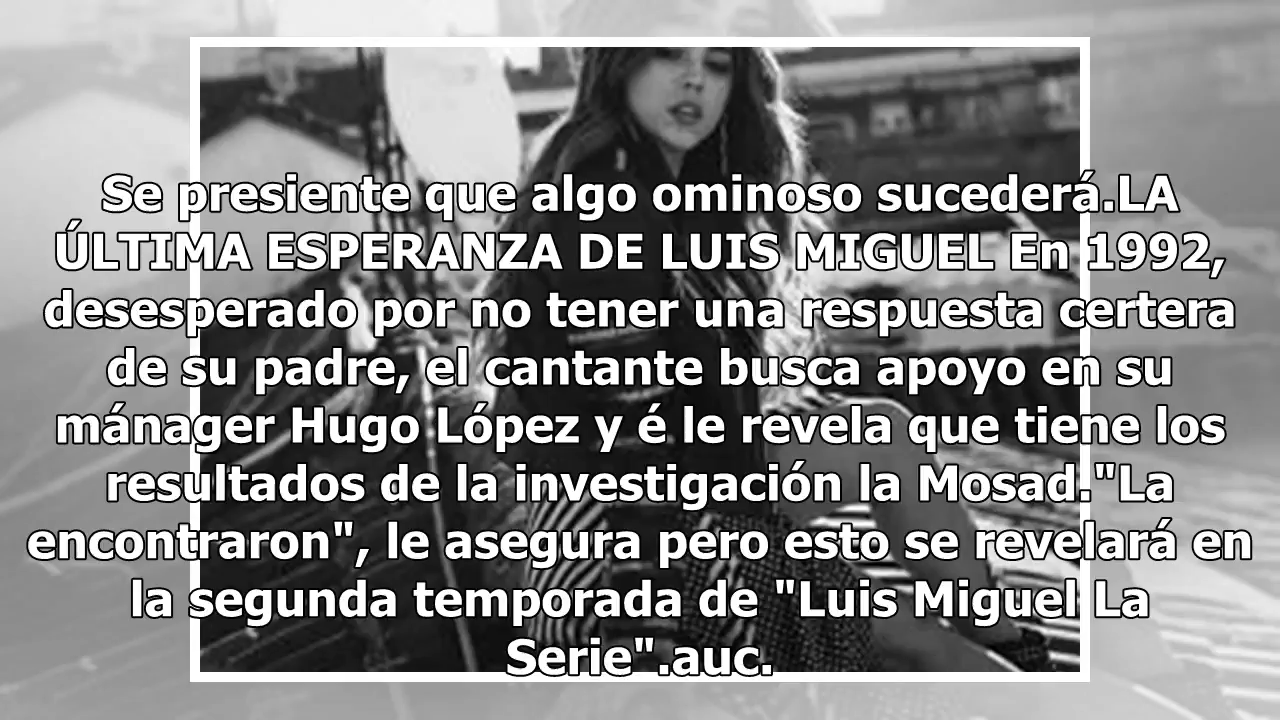 Se presiente que algo ominoso sucederá.LA
ÚLTIMA ESPERANZA DE LUIS MIGUEL En 1992,
desesperado por no tener una respuesta certera
de su padre, el cantante busca apoyo en su
mánager Hugo López y é le revela que tiene los
resultados de la investigación la Mosad."La
encontraron", le asegura pero esto se revelará en
la segunda temporada de "Luis Miguel La
Serie".auc.